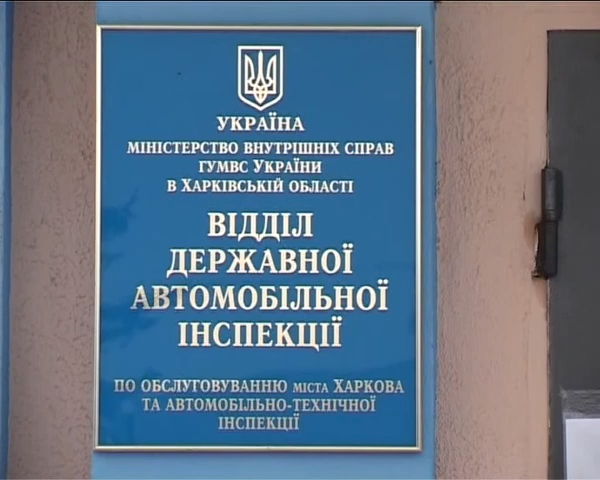 УКРАЇНА
МІНІСТЕРСТВО ВНУТРІШНІХ СПРАВ
ГУМВС УКРАЇНИ
В ХАРКІВСЬКІЙ ОБЛАСТІ
ВІДДІЛ
ДЕРЖАВНОЇ
АВТОМОБІЛЬНОЇ
ІНСПЕКЦІЇ
ПО ОБСЛУГОВУВАННЮ МІСТА ХАРКОВА
ТА АВТОМОБІЛЬНО-ТЕХНІЧНОЇ
ІНСПЕКЦІЇ